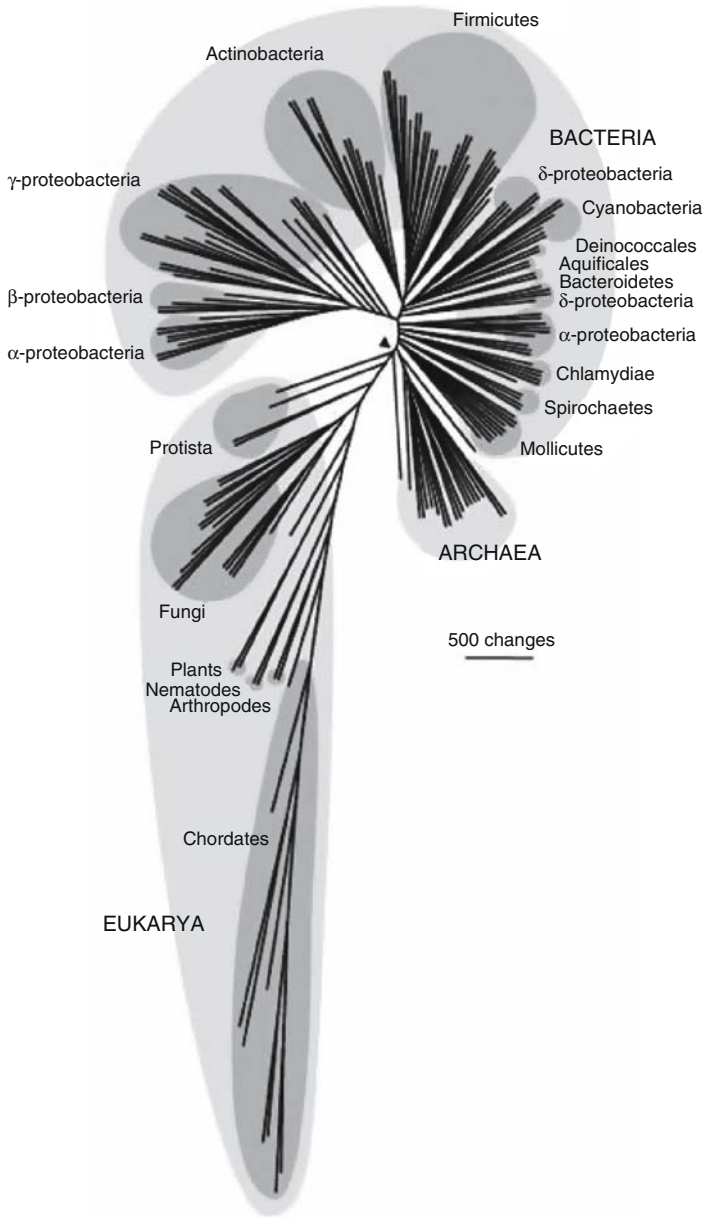 Firmicutes
Actinobacteria
BACTERIA
γ-proteobacteria
δ-proteobacteria
Cyanobacteria
Deinococcales
Aquificales
Bacteroidetes
δ-proteobacteria
β-proteobacteria
α-proteobacteria
α-proteobacteria
Chlamydiae
Spirochaetes
Mollicutes
Protista
ARCHAEA
Fungi
500 changes
Plants
Nematodes
Arthropodes
Chordates
EUKARYA